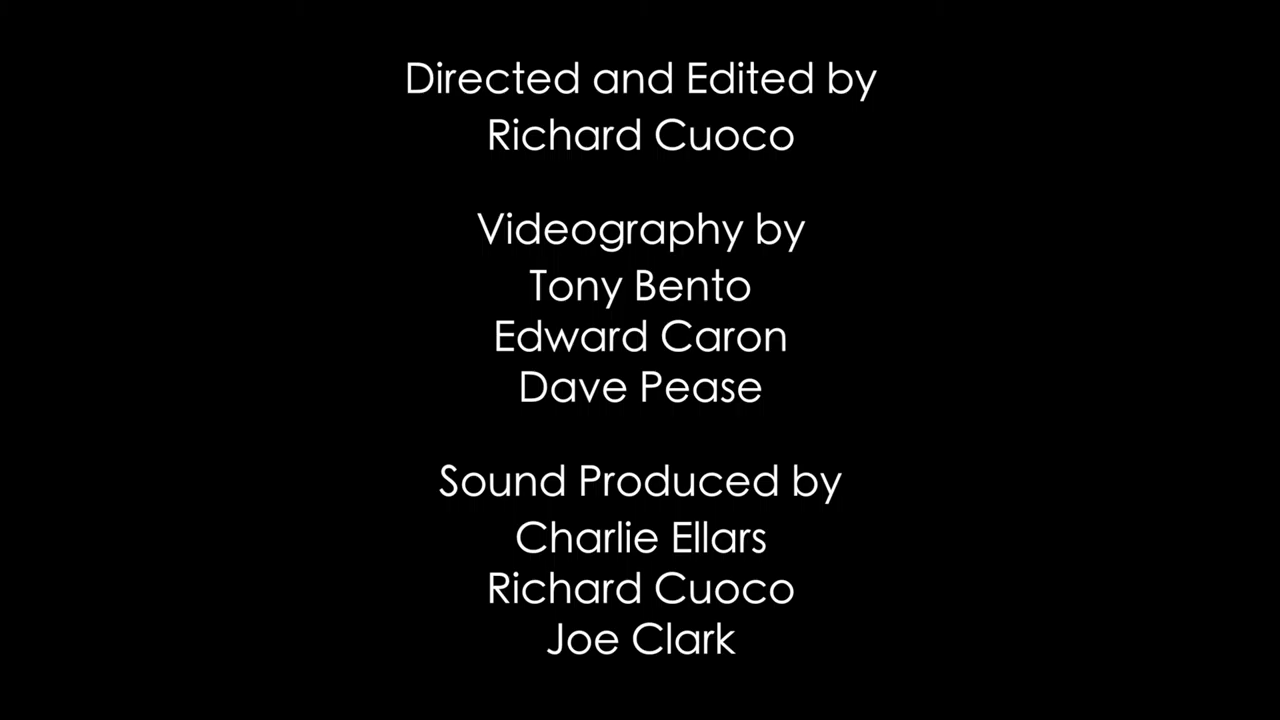 Directed and Edited by
Richard Cuoco
Videography by
Tony Bento
Edward Caron
Dave Pease
Sound Produced by
Charlie Ellars
Richard Cuoco
Joe Clark